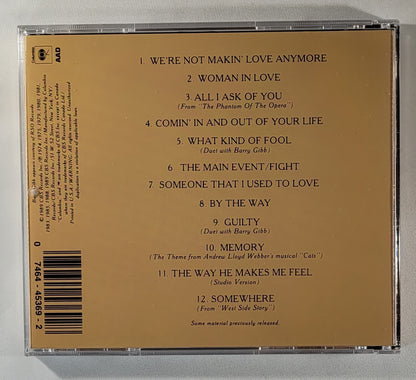 AAD
1 WE'RE NOT MAKIN' LOVE ANYMORE
2 WOMAN IN LOVE
3 ALL I ASK OF YOU
(From "The Phantom Of The Opera")
4 COMIN' IN AND OUT OF YOUR LIFE
5 WHAT KIND OF FOOL
(Duet with Barry Gibb)
6 THE MAIN EVENT/FIGHT
7 SOMEONE THAT I USED TO LOVE
8 BY THE WAY
9 GUILTY
(Duet with Barry Gibb)
10. MEMORY
(The Theme from Andrew Lloyd Webber's musical "Cats")
11 THE WAY HE MAKES ME FEEL
(Studio Version)
12 SOMEWHERE
(From "West Side Story")
Some material previously released.
0 7464-45369-2